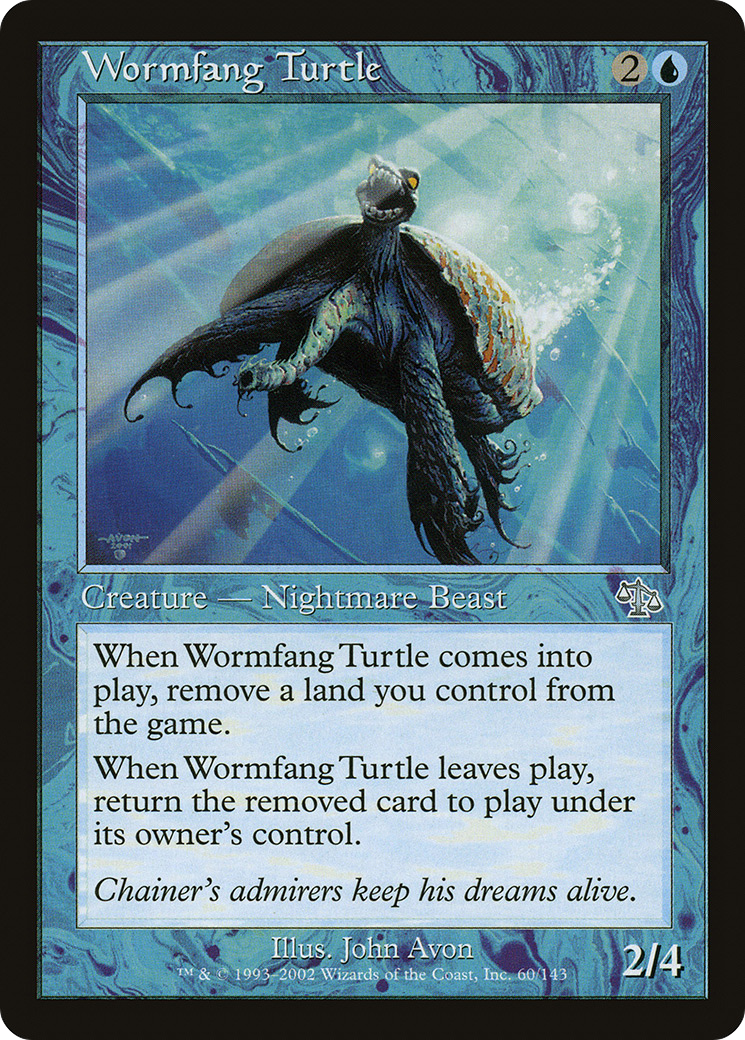 Wormfang Turtle 2
AVON
2001
Creature — Nightmare Beast
When Wormfang Turtle comes into
play, remove a land you control from
the game.
When Wormfang Turtle leaves play,
return the removed card to play under
its owner's control.
Chainer's admirers keep his dreams alive.
Illus. John Avon
™ & © 1993–2002 Wizards of the Coast, Inc. 60/143
2/4